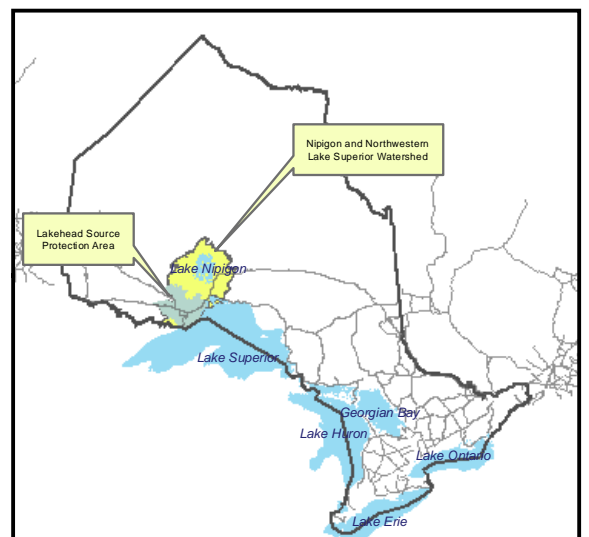 Nipigon and Northwestern
Lake Superior Watershed
Lakehead Source
Protection Area
Lake Nipigon
Lake Superior
Georgian Bay
Lake Huron
Lake Ontario
Lake Erie